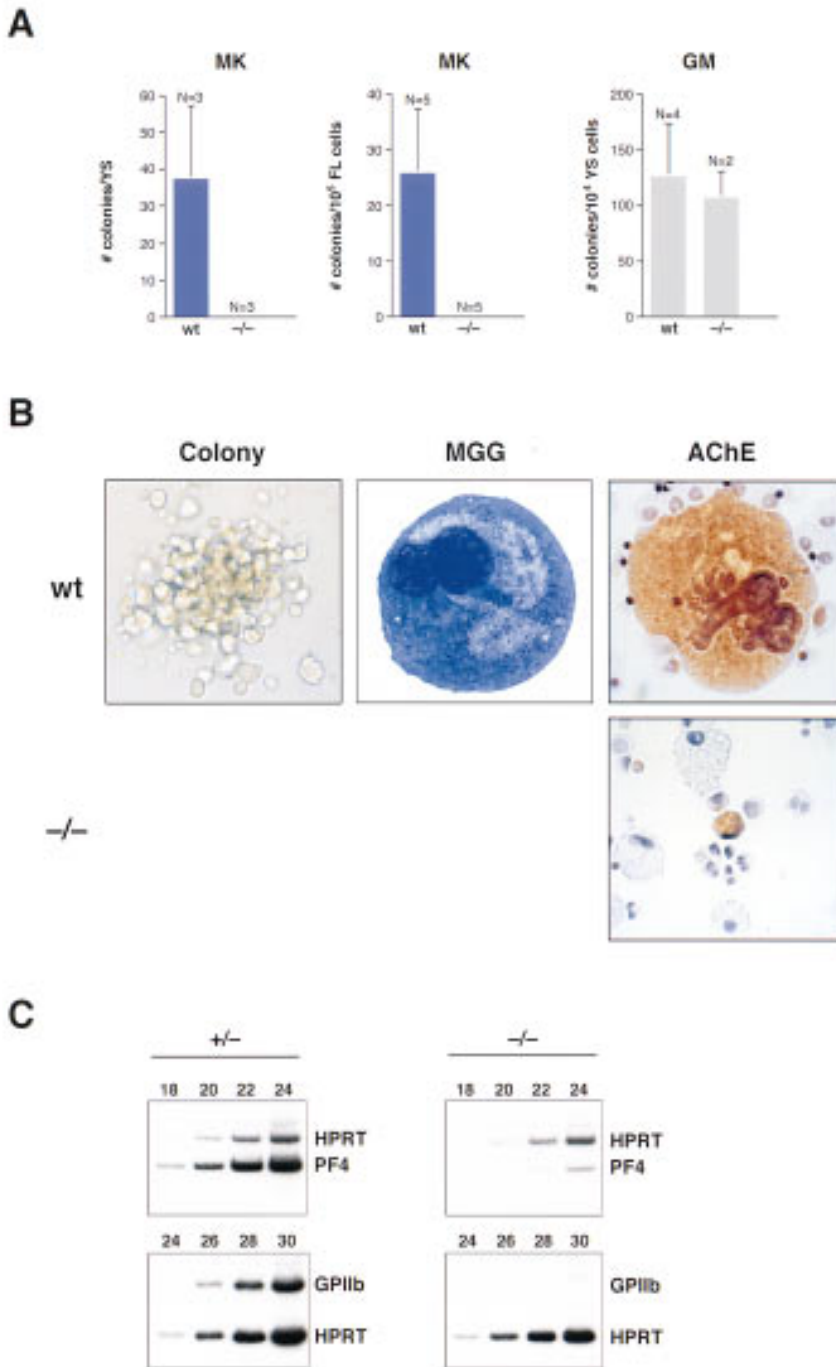 A
MK
# colonies/YS
60
50
40
30
20
10
0
N=3
N=3
wt
–/–
MK
# colonies/10⁵ FL cells
40
30
20
10
0
N=5
N=5
wt
–/–
GM
# colonies/10⁴ YS cells
200
150
100
50
0
N=4
N=2
wt
–/–
B
Colony MGG AChE
wt
–/–
C
+/–
18 20 22 24
HPRT
PF4
24 26 28 30
GPIIb
HPRT
–/–
18 20 22 24
HPRT
PF4
24 26 28 30
GPIIb
HPRT